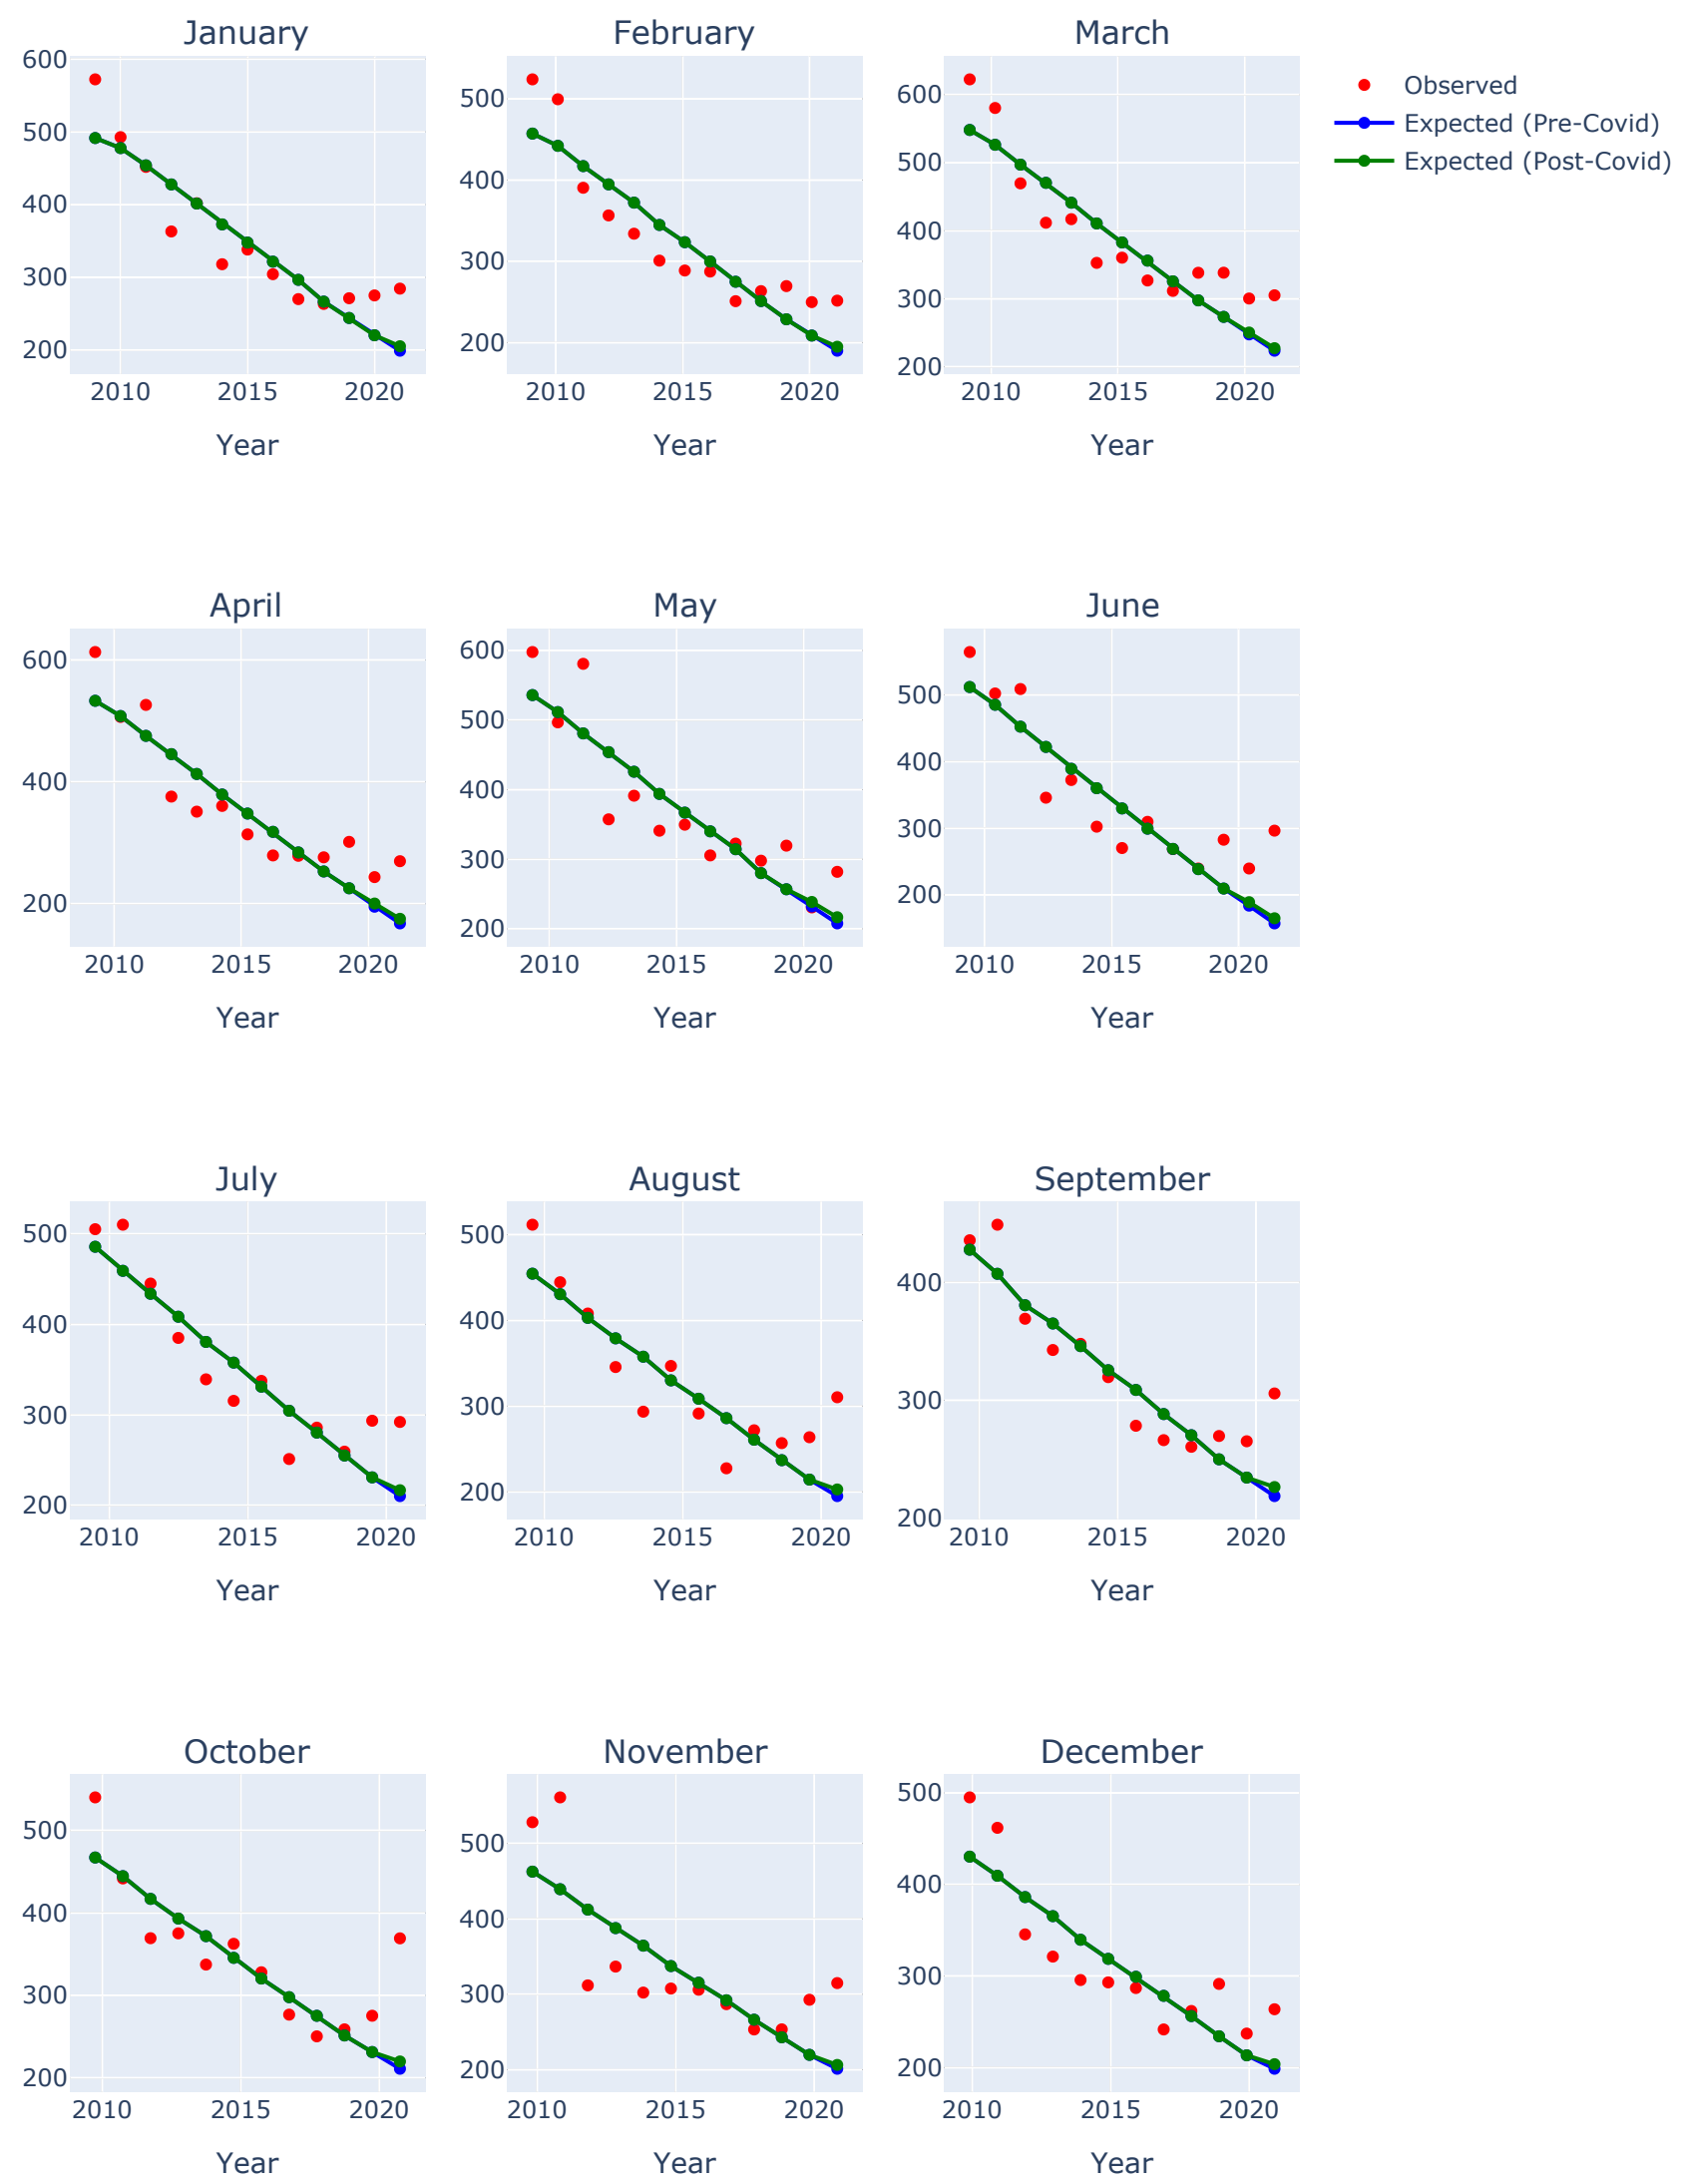 January February March
600
500
400
300
200
2010 2015 2020
Year
500
400
300
200
2010 2015 2020
Year
600
500
400
300
200
2010 2015 2020
Year
Observed
Expected (Pre-Covid)
Expected (Post-Covid)
April May June
600
400
200
2010 2015 2020
Year
600
500
400
300
200
2010 2015 2020
Year
500
400
300
200
2010 2015 2020
Year
July August September
500
400
300
200
2010 2015 2020
Year
500
400
300
200
2010 2015 2020
Year
400
300
200
2010 2015 2020
Year
October November December
500
400
300
200
2010 2015 2020
Year
500
400
300
200
2010 2015 2020
Year
500
400
300
200
2010 2015 2020
Year